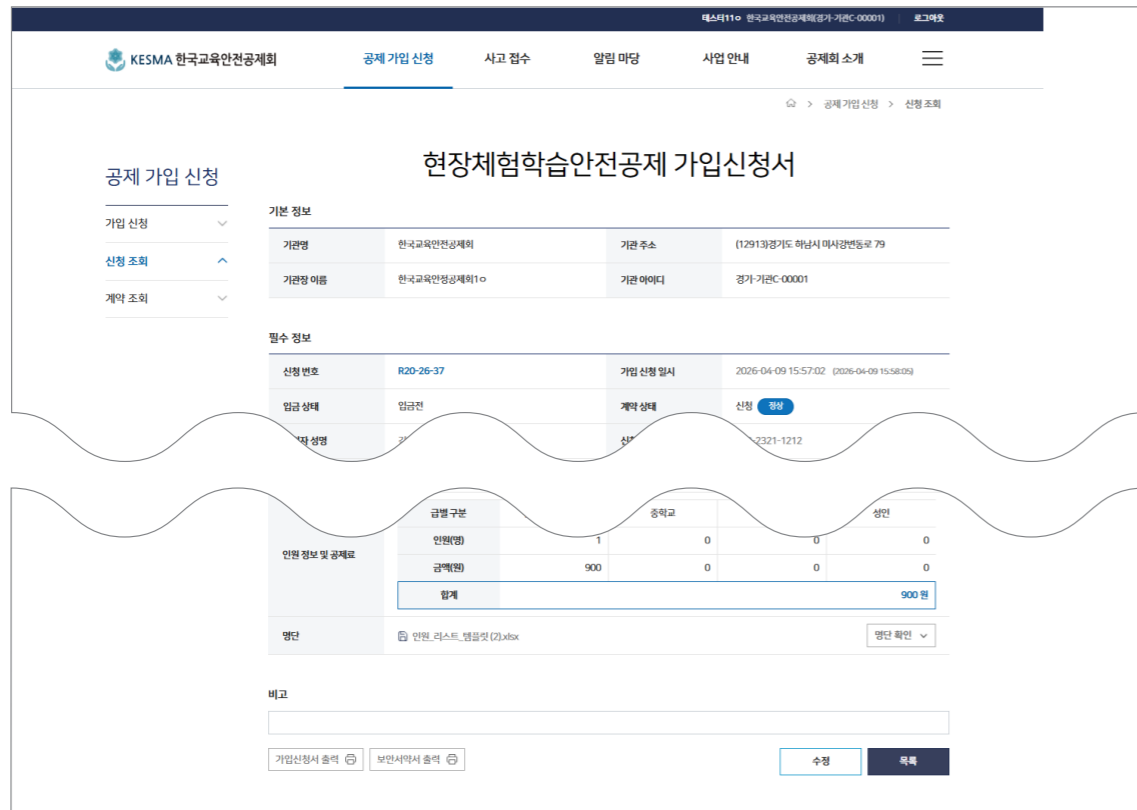 테스터11ㅇ 한국교육안전공제회(경기-기관C-00001) 로그아웃
KESMA 한국교육안전공제회 공제 가입 신청 사고 접수 알림 마당 사업 안내 공제회 소개
> 공제 가입 신청 > 신청 조회
공제 가입 신청
가입 신청
신청 조회
계약 조회
현장체험학습안전공제 가입신청서
기본 정보
기관명 한국교육안전공제회 기관 주소 (12913)경기도 하남시 미사강변동로 79
기관장 이름 한국교육안정공제회1ㅇ 기관 아이디 경기-기관C-00001
필수 정보
신청 번호 R20-26-37 가입 신청 일시 2026-04-09 15:57:02 (2026-04-09 15:58:05)
입금 상태 입금전 계약 상태 신청 정상
자 성명 -2321-1212
급별 구분 중학교 성인
인원 정보 및 공제료
인원(명) 1 0 0 0
금액(원) 900 0 0 0
합계 900 원
명단 인원_리스트_템플릿 (2).xlsx 명단 확인
비고
가입신청서 출력 보안서약서 출력 수정 목록